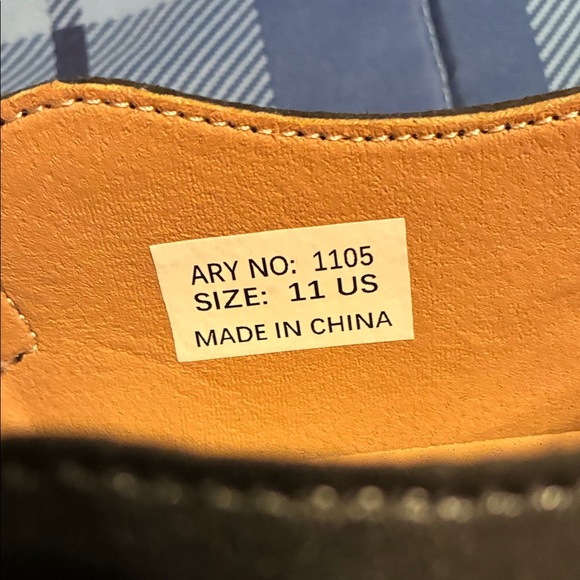 ARY NO: 1105
SIZE: 11 US
MADE IN CHINA